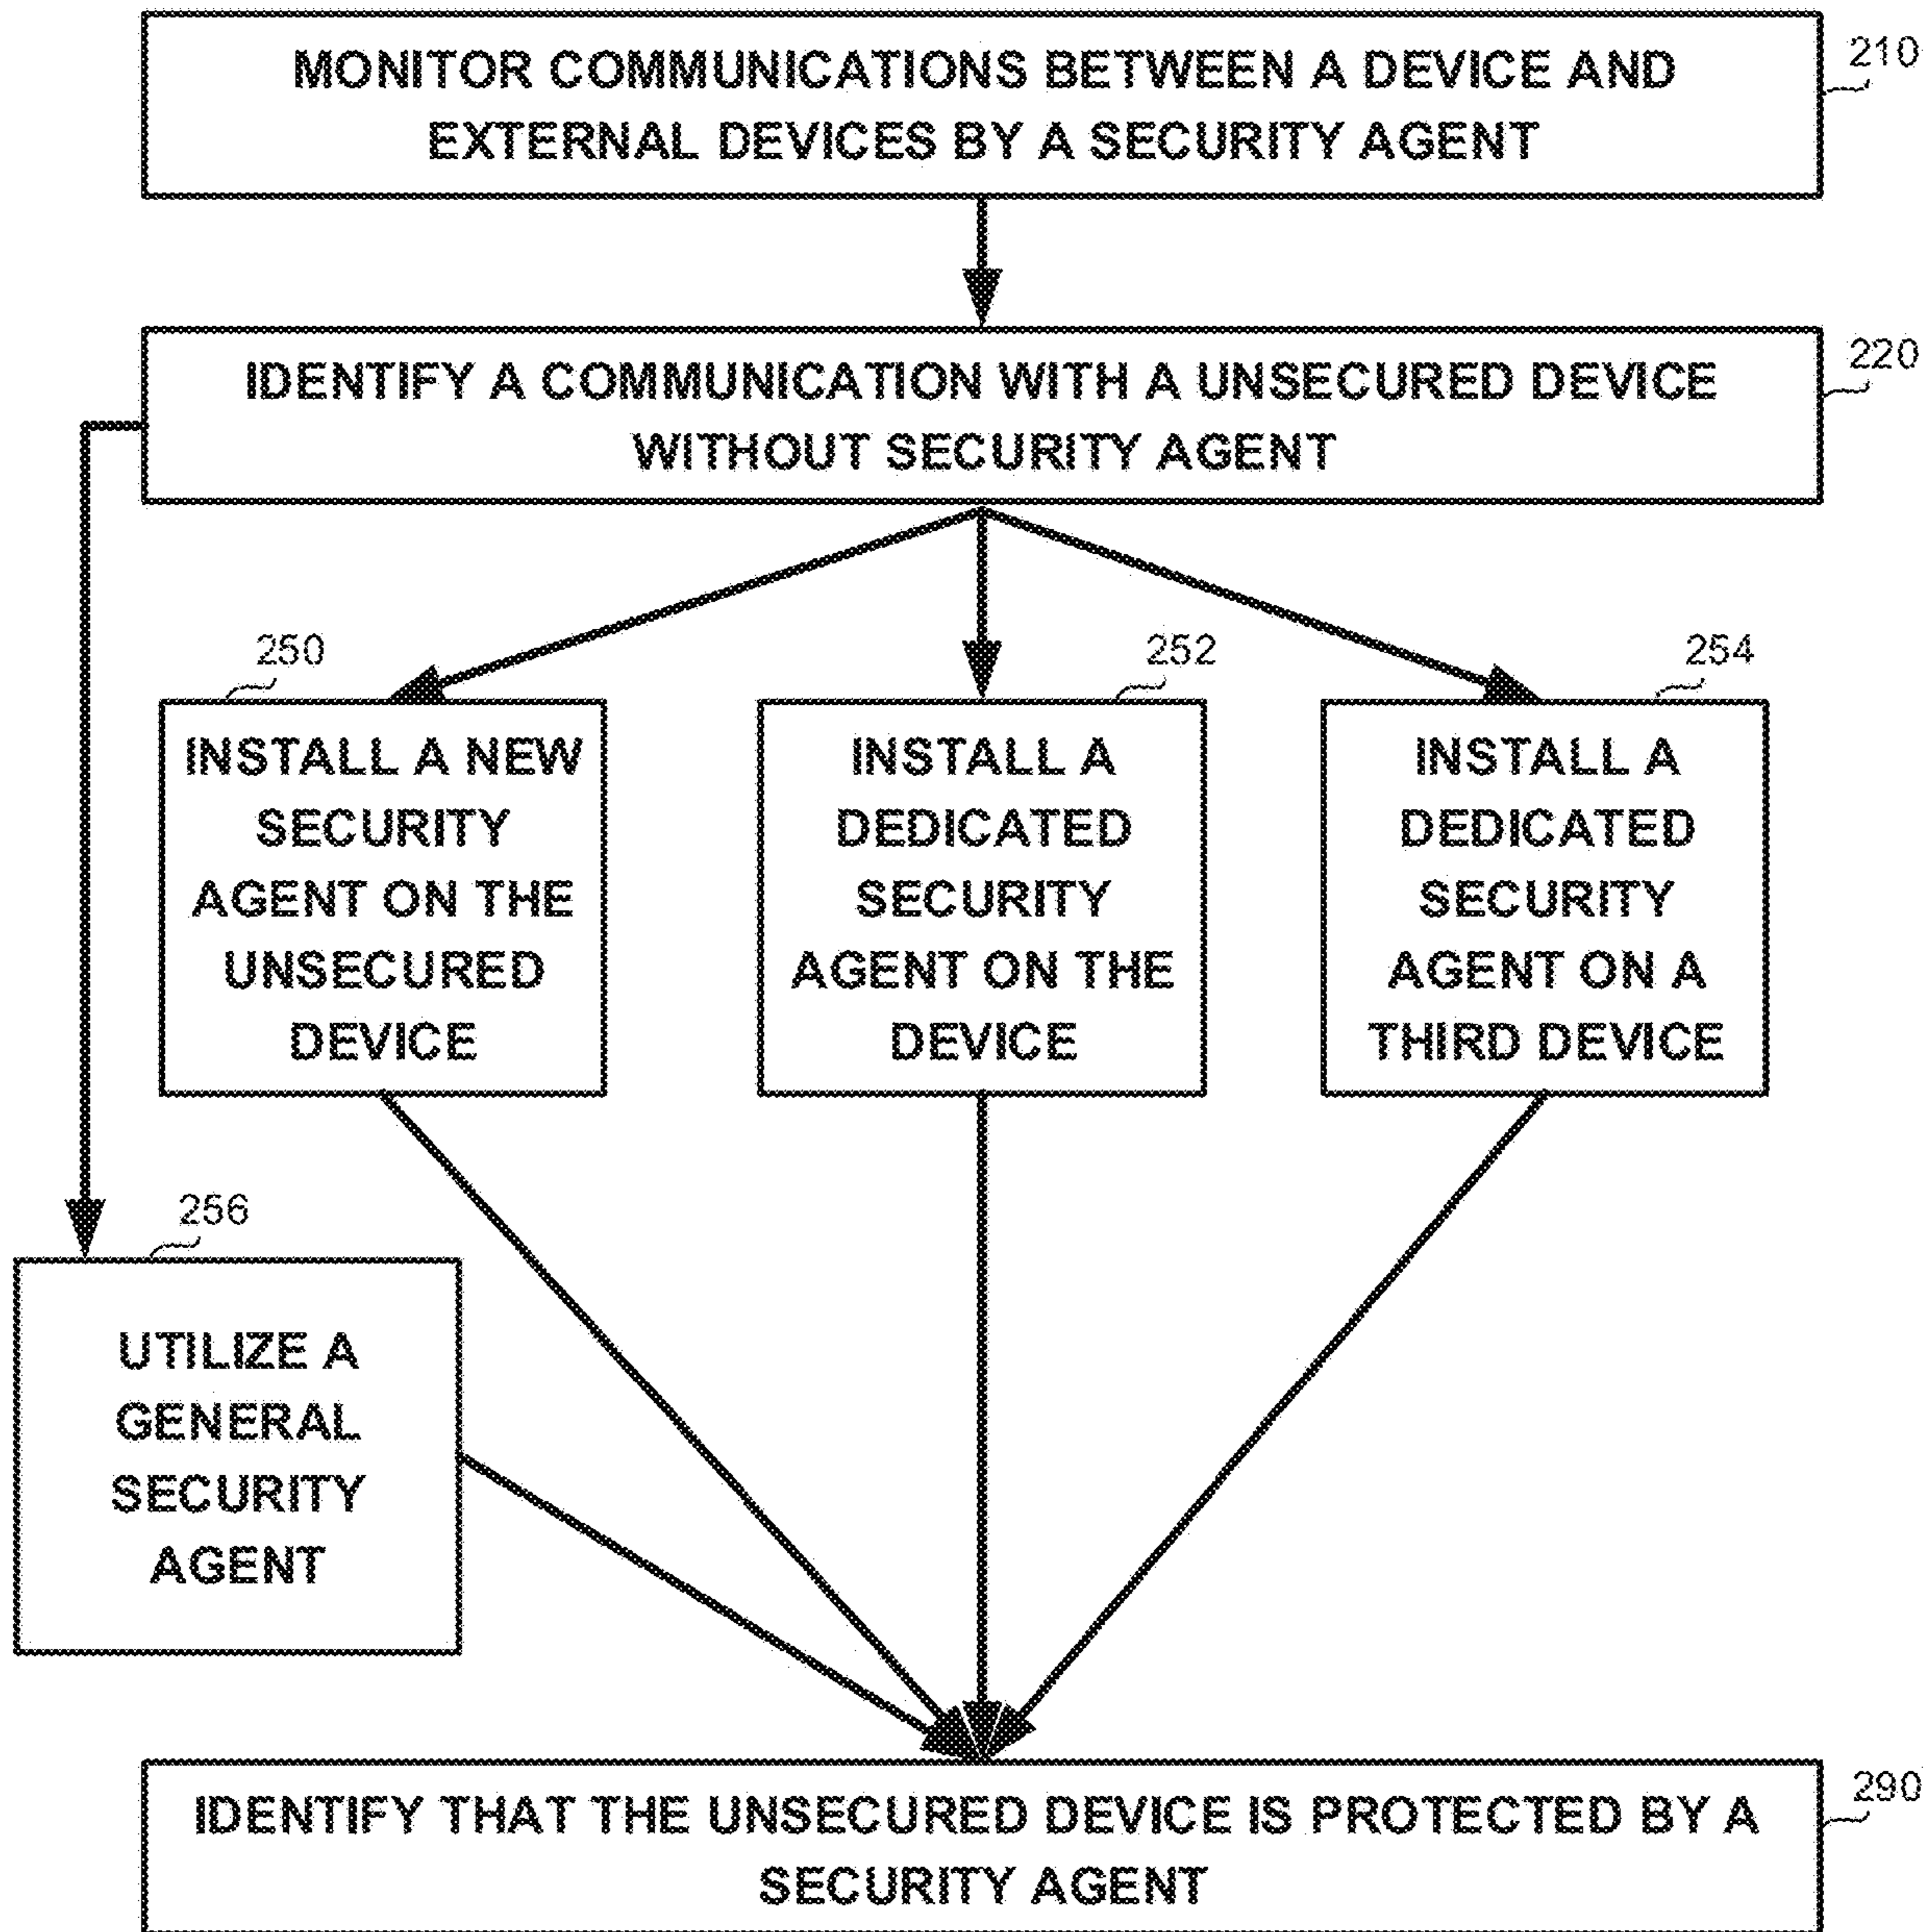 MONITOR COMMUNICATIONS BETWEEN A DEVICE AND
EXTERNAL DEVICES BY A SECURITY AGENT
210
IDENTIFY A COMMUNICATION WITH A UNSECURED DEVICE
WITHOUT SECURITY AGENT
220
250
INSTALL A NEW
SECURITY
AGENT ON THE
UNSECURED
DEVICE
252
INSTALL A
DEDICATED
SECURITY
AGENT ON THE
DEVICE
254
INSTALL A
DEDICATED
SECURITY
AGENT ON A
THIRD DEVICE
256
UTILIZE A
GENERAL
SECURITY
AGENT
IDENTIFY THAT THE UNSECURED DEVICE IS PROTECTED BY A
SECURITY AGENT
290